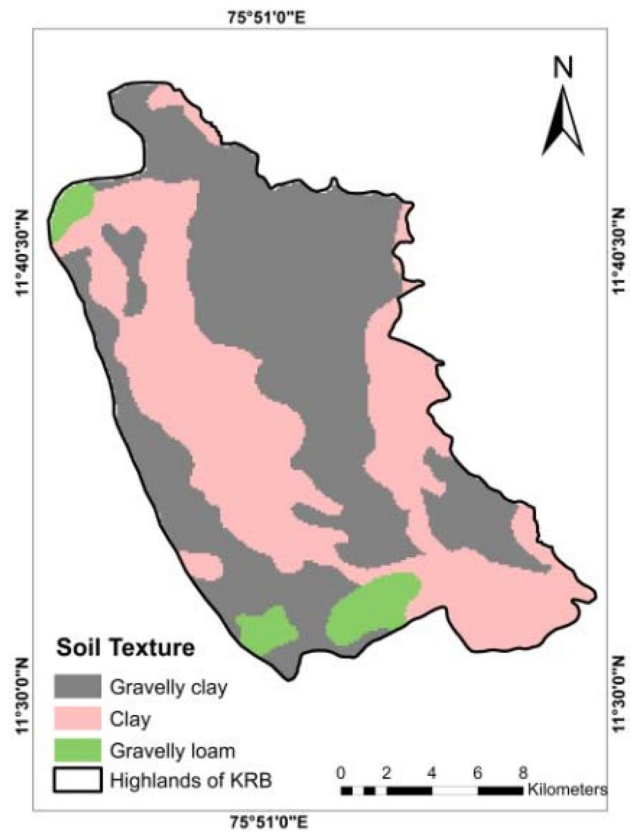 75°51'0"E
N
11°40'30"N
11°40'30"N
Soil Texture
Gravelly clay
Clay
Gravelly loam
Highlands of KRB
11°30'0"N
11°30'0"N
0 2 4 6 8
Kilometers
75°51'0"E